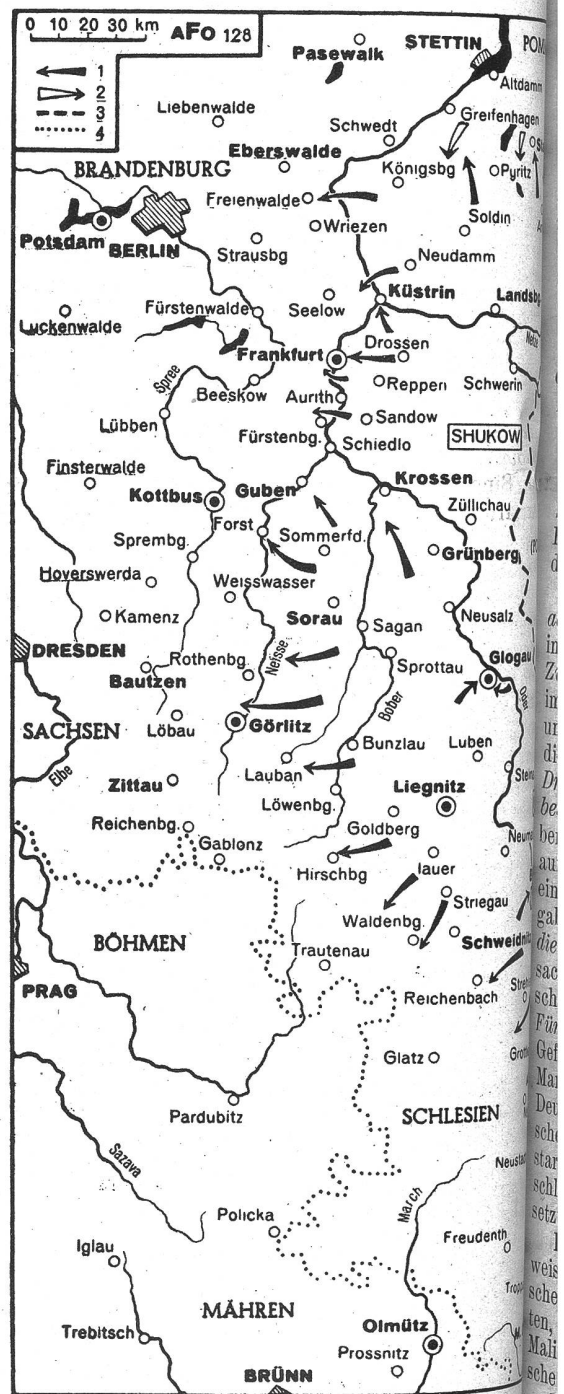 0 10 20 30 km AFO 128
1
2
3
4
Pasewalk
STETTIN
Altdamm
Liebenwalde
Greifenhagen
Schwedt
Eberswalde
BRANDENBURG
Königsbg
Pyritz
Freienwalde
Soldin
Wriezen
Potsdam
BERLIN
Strausbg
Neudamm
Seelow
Küstrin
Landsbg
Fürstenwalde
Luckenwalde
Drossen
Frankfurt
Spree
Beeskow
Aurith
Reppen
Schwerin
Lübben
Sandow
Fürstenbg.
SHUKOW
Schiedlo
Finsterwalde
Guben
Krossen
Kottbus
Züllichau
Forst
Sommerfd.
Grünberg
Sprembg.
Hoyerswerda
Weisswasser
Kamenz
Sorau
Neusalz
Sagan
DRESDEN
Rothenbg.
Neisse
Sprottau
Glogau
Bautzen
Oder
Bober
SACHSEN
Löbau
Görlitz
Bunzlau
Luben
Elbe
Lauban
Zittau
Löwenbg.
Liegnitz
Reichenbg.
Goldberg
Gablonz
Hirschbg
Jauer
Striegau
Waldenbg.
BÖHMEN
Schweidnitz
Trautenau
PRAG
Reichenbach
Glatz
Pardubitz
SCHLESIEN
Sazava
March
Policka
Iglau
Freudenth
MÄHREN
Trebitsch
Olmütz
Prossnitz
BRÜNN